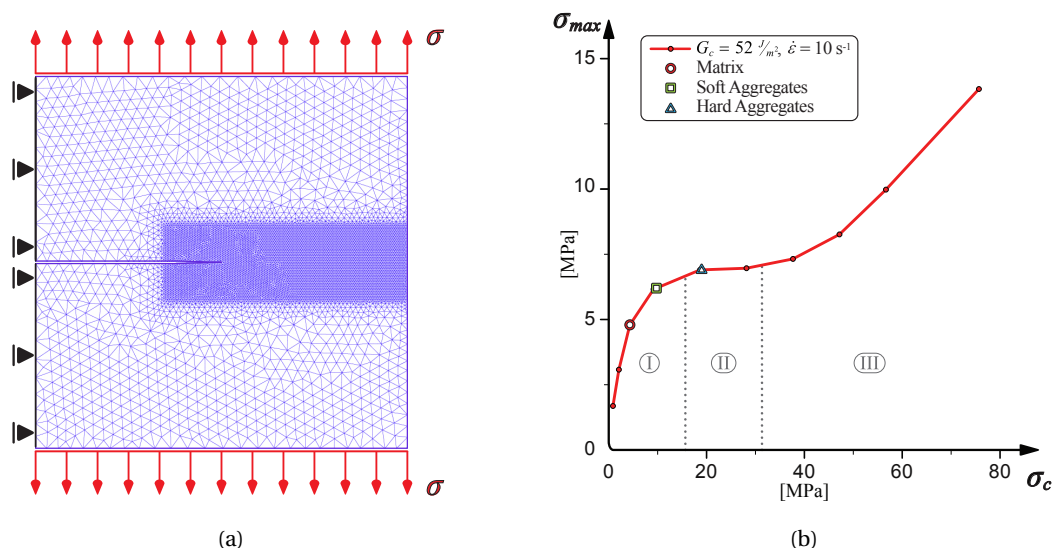 σ
σ
(a)
σmax
[MPa]
15
10
5
0
Gc = 52 J/m², ε̇ = 10 s-1
Matrix
Soft Aggregates
Hard Aggregates
I
II
III
0
20
40
60
80
[MPa]
σc
(b)